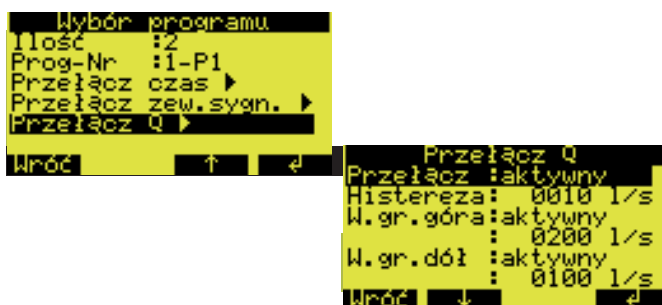 Wybór programu
Ilość :2
Prog-Nr :1-P1
Przełącz czas ▶
Przełącz zew.sygn. ▶
Przełącz Q ▶
Wróć ↑ ↲
Przełącz Q
Przełącz :aktywny
Histereza: 0010 l/s
W.gr.góra:aktywny
: 0200 l/s
W.gr.dół :aktywny
: 0100 l/s
Wróć ↓ ↲